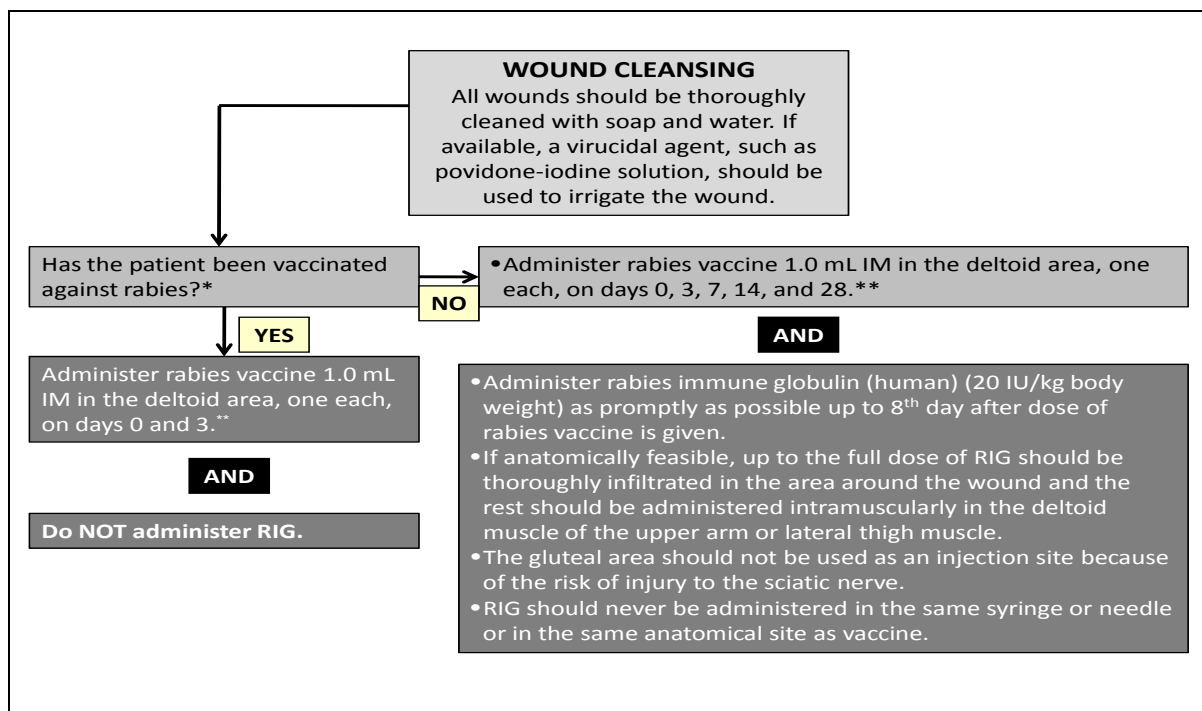 WOUND CLEANSING
All wounds should be thoroughly
cleaned with soap and water. If
available, a virucidal agent, such as
povidone-iodine solution, should be
used to irrigate the wound.
Has the patient been vaccinated
against rabies?*
NO
•Administer rabies vaccine 1.0 mL IM in the deltoid area, one
each, on days 0, 3, 7, 14, and 28.**
YES
AND
Administer rabies vaccine 1.0 mL
IM in the deltoid area, one each,
on days 0 and 3.**
AND
Do NOT administer RIG.
•Administer rabies immune globulin (human) (20 IU/kg body
weight) as promptly as possible up to 8th day after dose of
rabies vaccine is given.
•If anatomically feasible, up to the full dose of RIG should be
thoroughly infiltrated in the area around the wound and the
rest should be administered intramuscularly in the deltoid
muscle of the upper arm or lateral thigh muscle.
•The gluteal area should not be used as an injection site because
of the risk of injury to the sciatic nerve.
•RIG should never be administered in the same syringe or needle
or in the same anatomical site as vaccine.